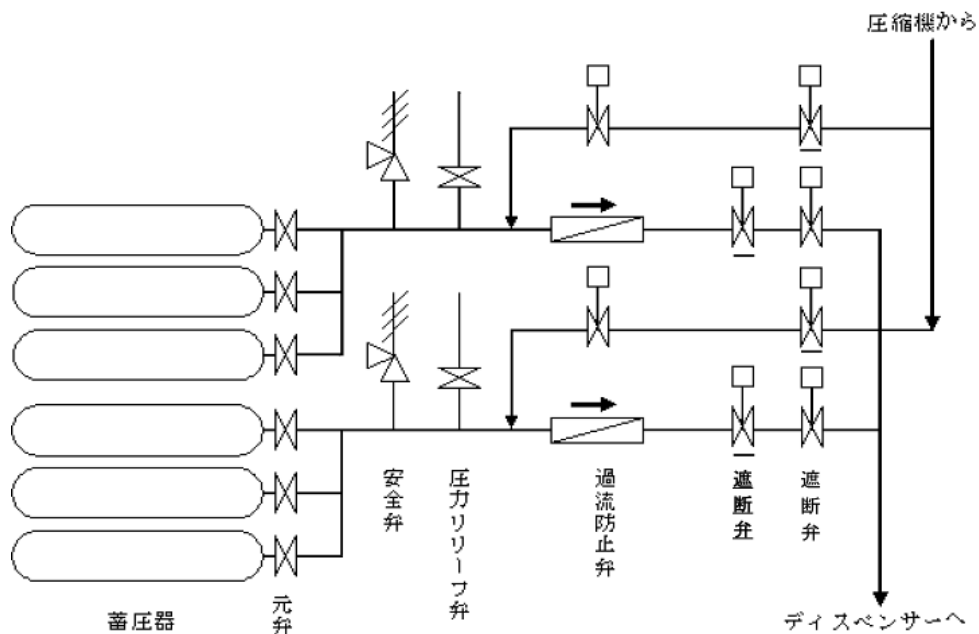 圧縮機から
安全弁
圧力リリーフ弁
過流防止弁
遮断弁
遮断弁
元弁
蓄圧器
ディスペンサーへ